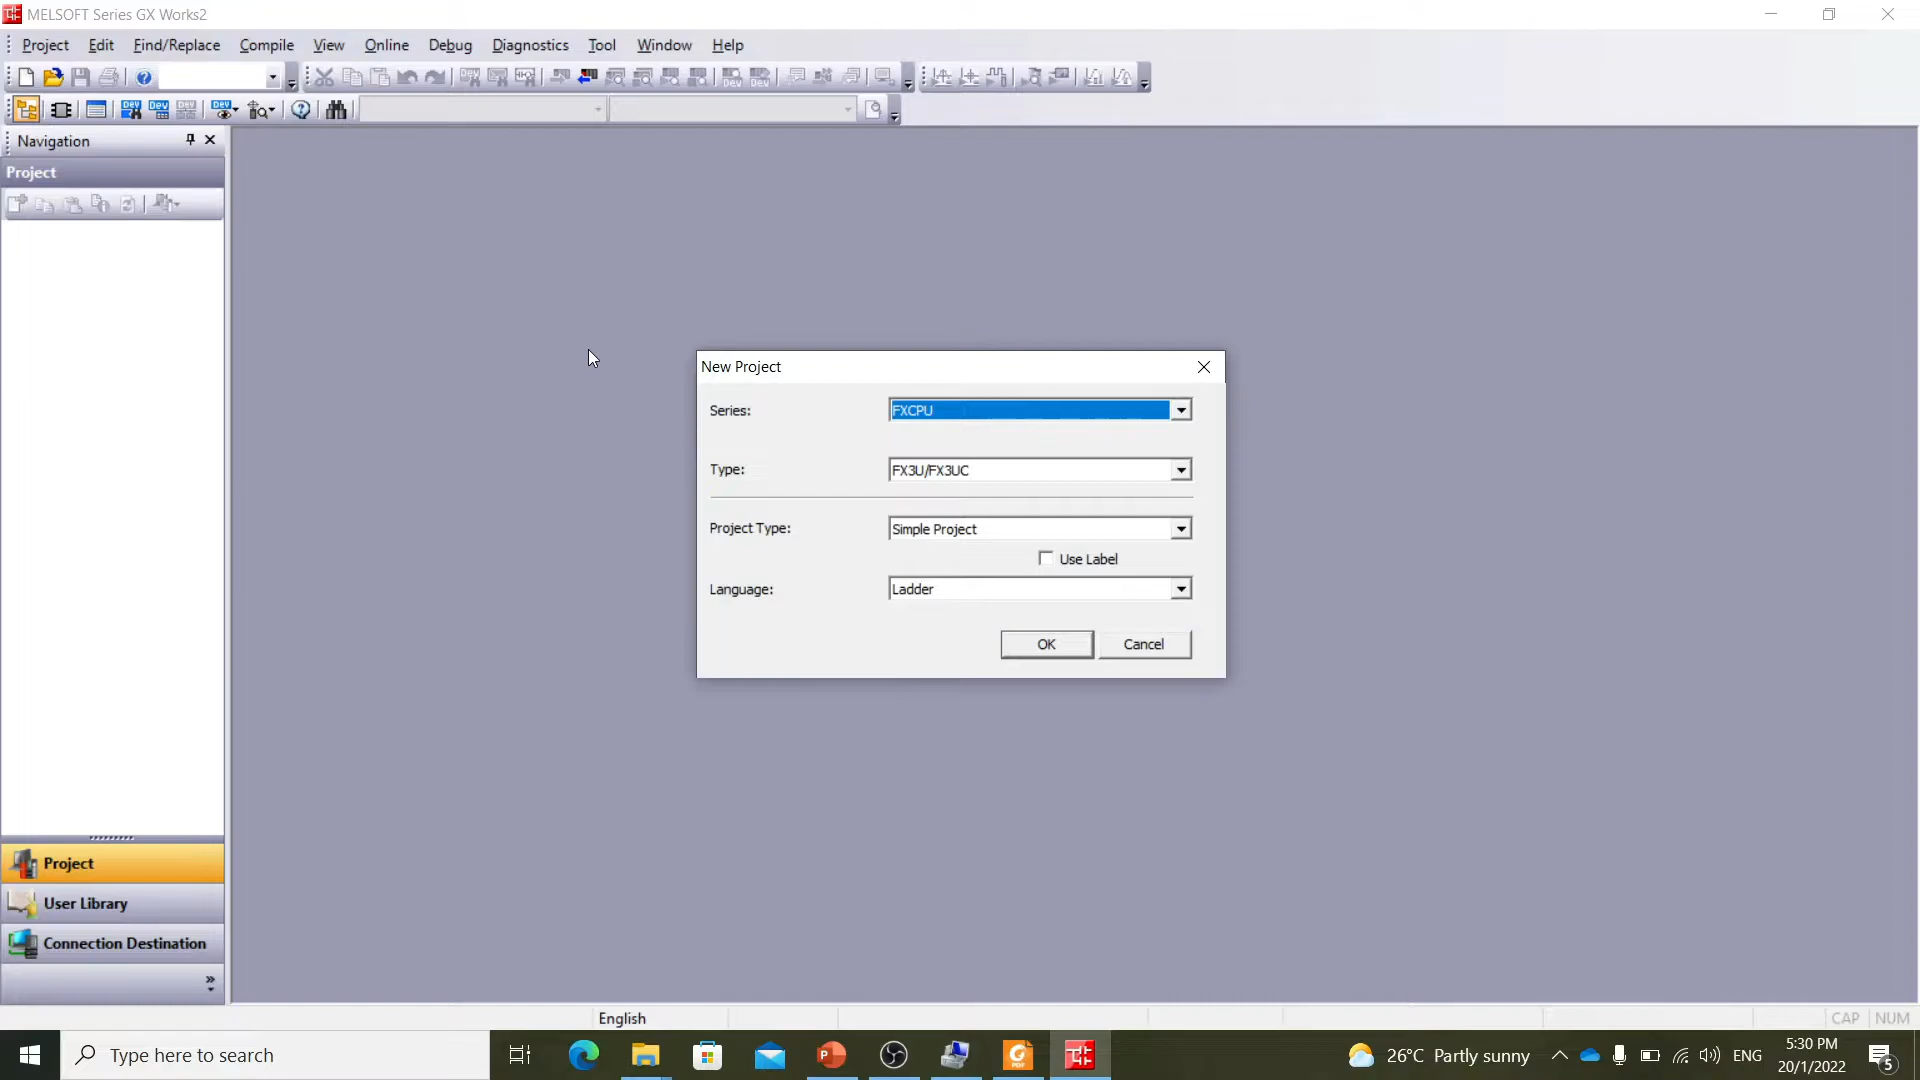 MELSOFT Series GX Works2
Project Edit Find/Replace Compile View Online Debug Diagnostics Tool Window Help
Navigation
Project
New Project
Series: FXCPU
Type: FX3U/FX3UC
Project Type: Simple Project
Use Label
Language: Ladder
OK Cancel
Project
User Library
Connection Destination
English
CAP NUM
Type here to search
26°C Partly sunny
ENG
5:30 PM
20/1/2022
5